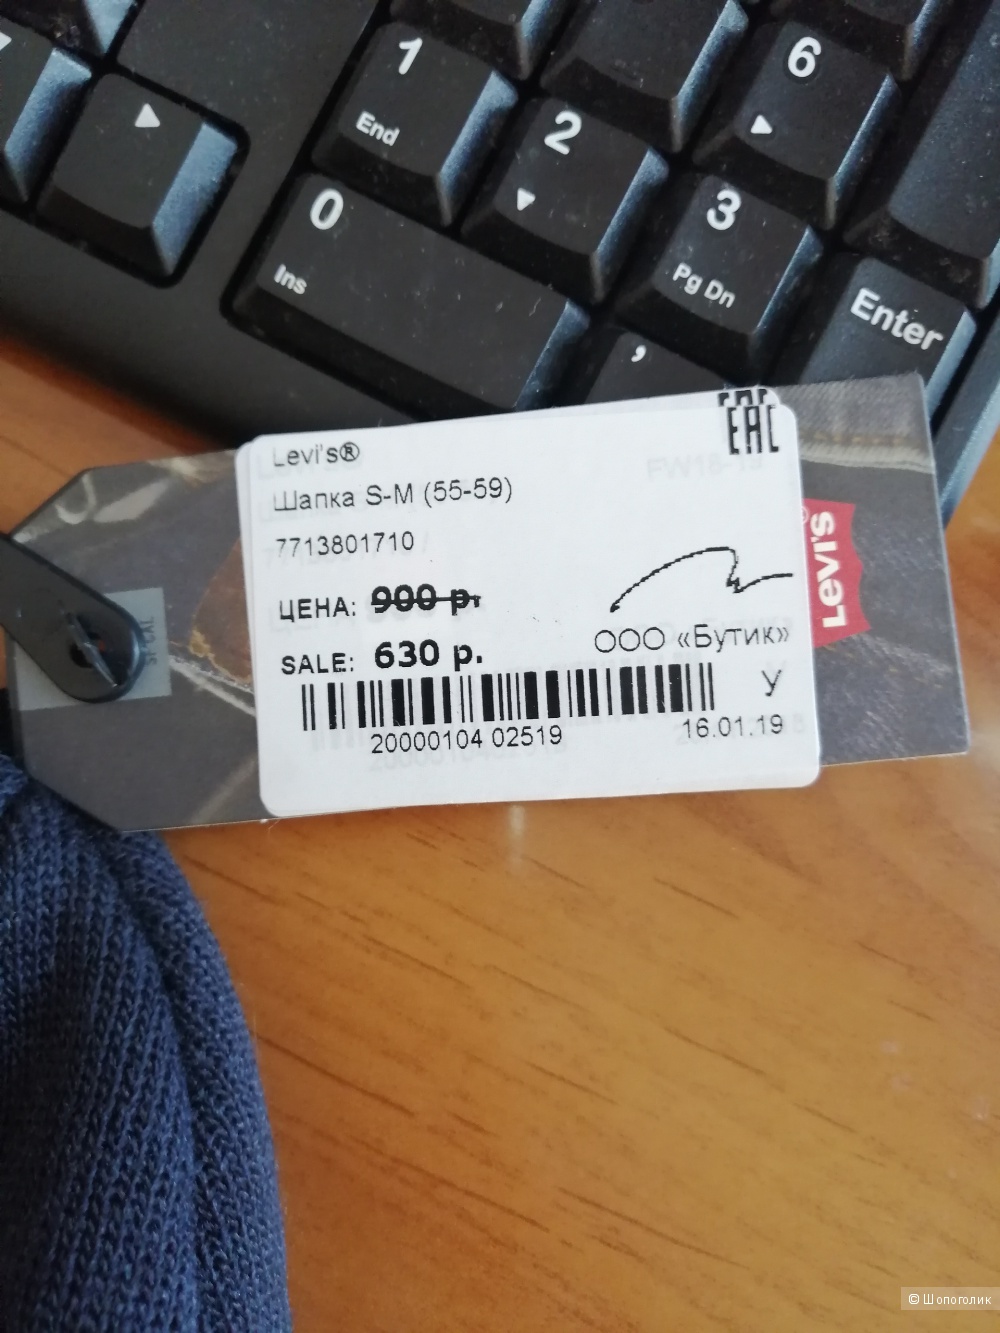 1
End
2
6
0
Ins
3
Pg Dn
Enter
,
EAC
Levi's®
Шапка S-M (55-59)
7713801710
ЦЕНА: 900 р.
SALE: 630 р.
ООО «Бутик»
У
20000104 02519
16.01.19
Levi's
© Шопоголик